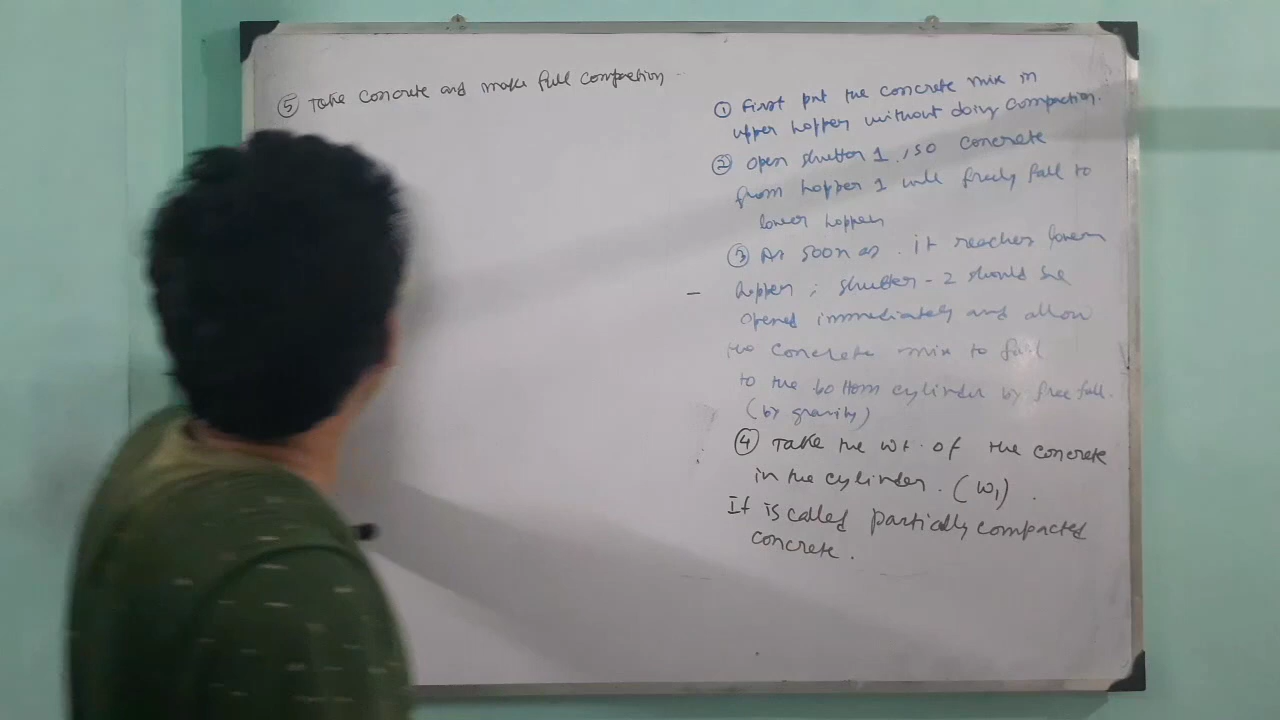 ① First put the concrete mix in
upper hopper without doing compaction.
② open shutter 1, so concrete
from hopper 1 will freely fall to
lower hopper
③ As soon as it reaches lower
hopper; shutter-2 should be
opened immediately and allow
the concrete mix to fall
to the bottom cylinder by free fall.
(by gravity)
④ Take the wt. of the concrete
in the cylinder. (W1).
It is called partially compacted
concrete.
⑤ Take concrete and make full compaction